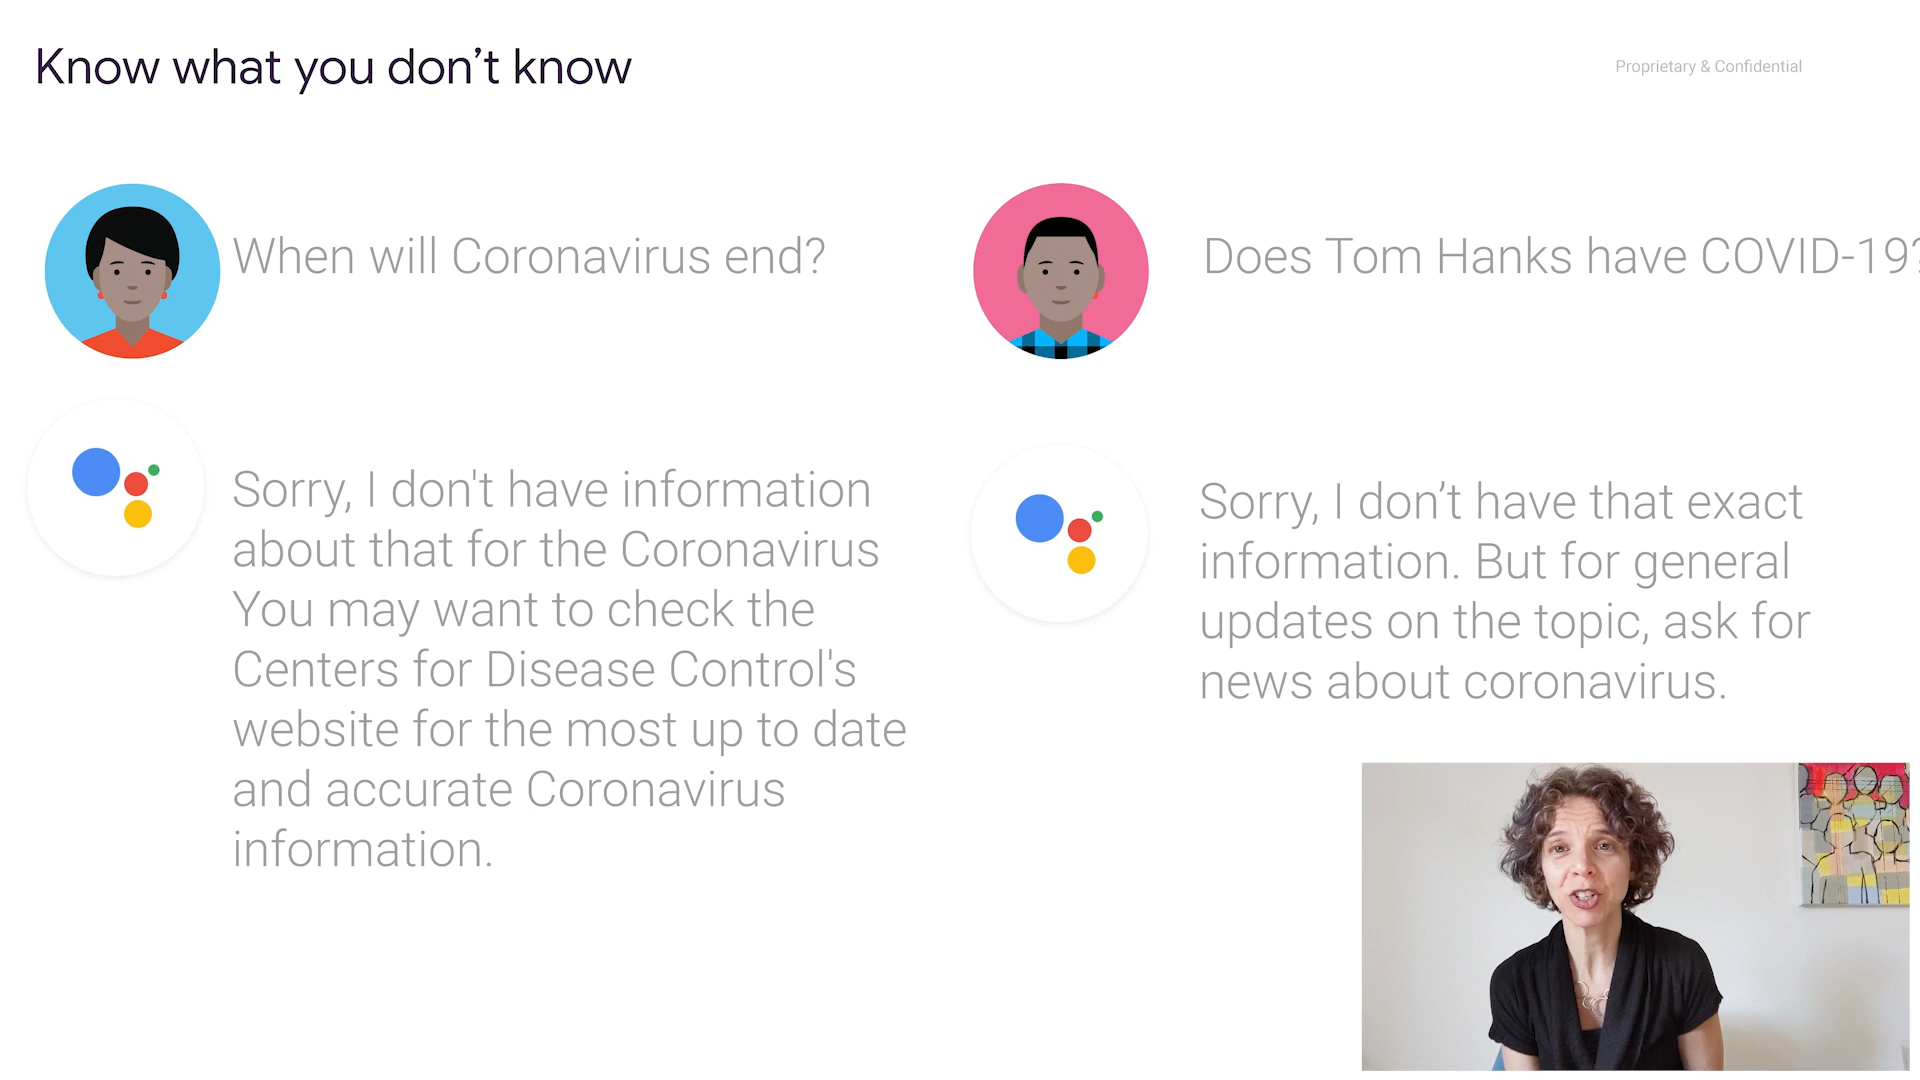 Know what you don’t know
Proprietary & Confidential
When will Coronavirus end?
Sorry, I don't have information
about that for the Coronavirus
You may want to check the
Centers for Disease Control's
website for the most up to date
and accurate Coronavirus
information.
Does Tom Hanks have COVID-19?
Sorry, I don’t have that exact
information. But for general
updates on the topic, ask for
news about coronavirus.